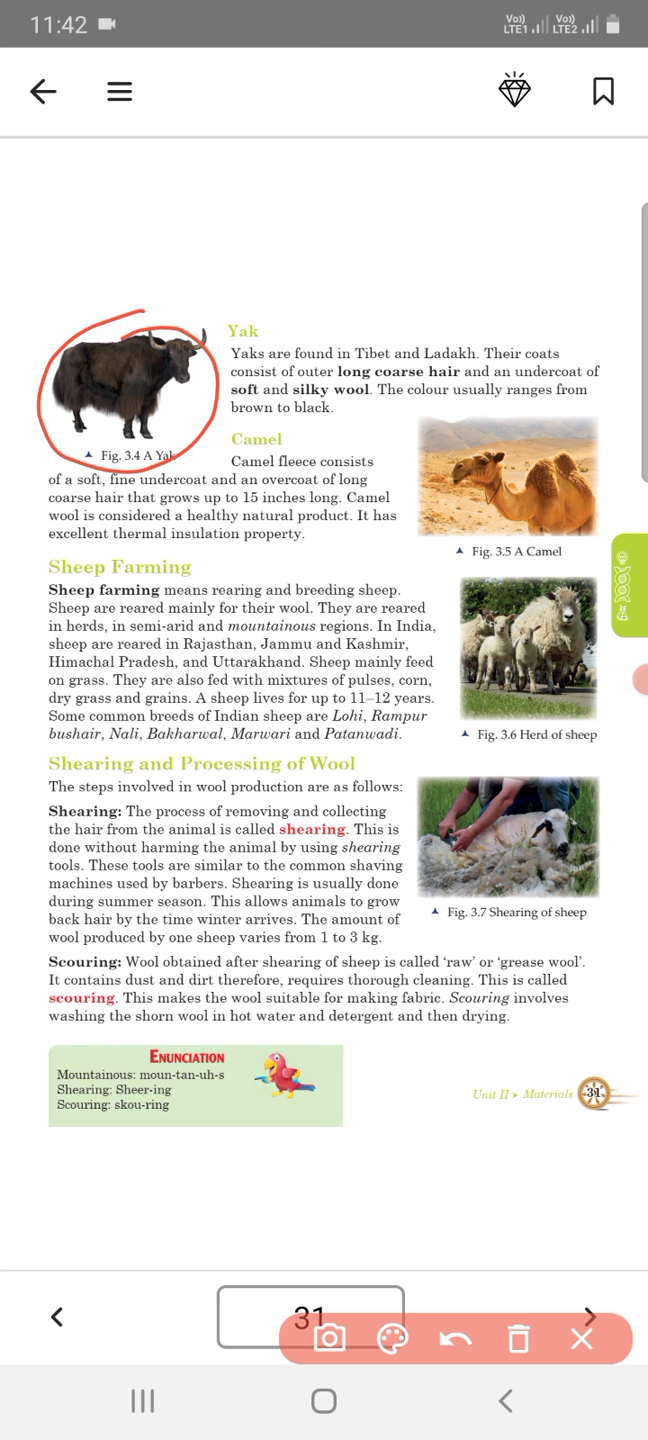 11:42
Vo)) LTE1 Vo)) LTE2
Yak
Yaks are found in Tibet and Ladakh. Their coats
consist of outer long coarse hair and an undercoat of
soft and silky wool. The colour usually ranges from
brown to black.
Fig. 3.4 A Yak
Camel
Camel fleece consists
of a soft, fine undercoat and an overcoat of long
coarse hair that grows up to 15 inches long. Camel
wool is considered a healthy natural product. It has
excellent thermal insulation property.
Fig. 3.5 A Camel
Sheep Farming
Sheep farming means rearing and breeding sheep.
Sheep are reared mainly for their wool. They are reared
in herds, in semi-arid and mountainous regions. In India,
sheep are reared in Rajasthan, Jammu and Kashmir,
Himachal Pradesh, and Uttarakhand. Sheep mainly feed
on grass. They are also fed with mixtures of pulses, corn,
dry grass and grains. A sheep lives for up to 11–12 years.
Some common breeds of Indian sheep are Lohi, Rampur
bushair, Nali, Bakharwal, Marwari and Patanwadi.
Fig. 3.6 Herd of sheep
Shearing and Processing of Wool
The steps involved in wool production are as follows:
Shearing: The process of removing and collecting
the hair from the animal is called shearing. This is
done without harming the animal by using shearing
tools. These tools are similar to the common shaving
machines used by barbers. Shearing is usually done
during summer season. This allows animals to grow
back hair by the time winter arrives. The amount of
wool produced by one sheep varies from 1 to 3 kg.
Fig. 3.7 Shearing of sheep
Scouring: Wool obtained after shearing of sheep is called ‘raw’ or ‘grease wool’.
It contains dust and dirt therefore, requires thorough cleaning. This is called
scouring. This makes the wool suitable for making fabric. Scouring involves
washing the shorn wool in hot water and detergent and then drying.
ENUNCIATION
Mountainous: moun-tan-uh-s
Shearing: Sheer-ing
Scouring: skou-ring
Unit II > Materials 31
31